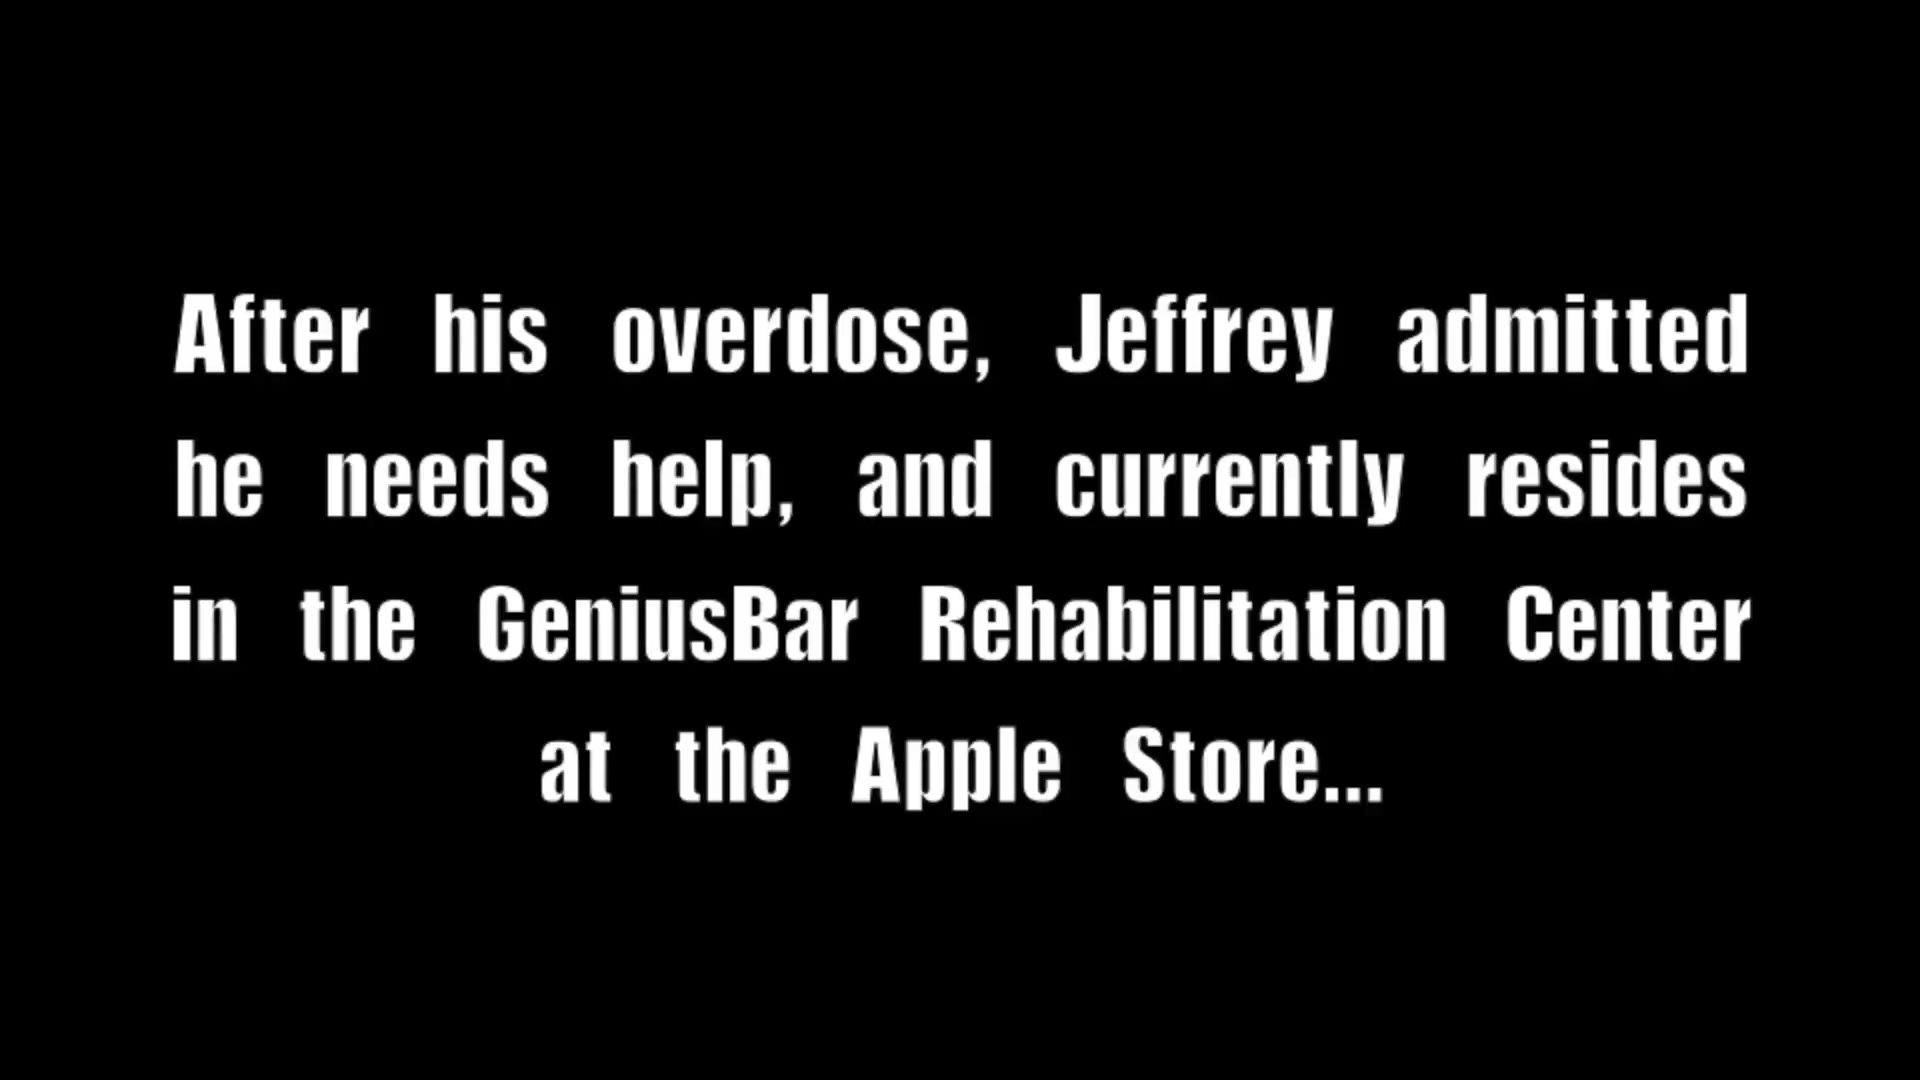 After his overdose, Jeffrey admitted
he needs help, and currently resides
in the GeniusBar Rehabilitation Center
at the Apple Store...